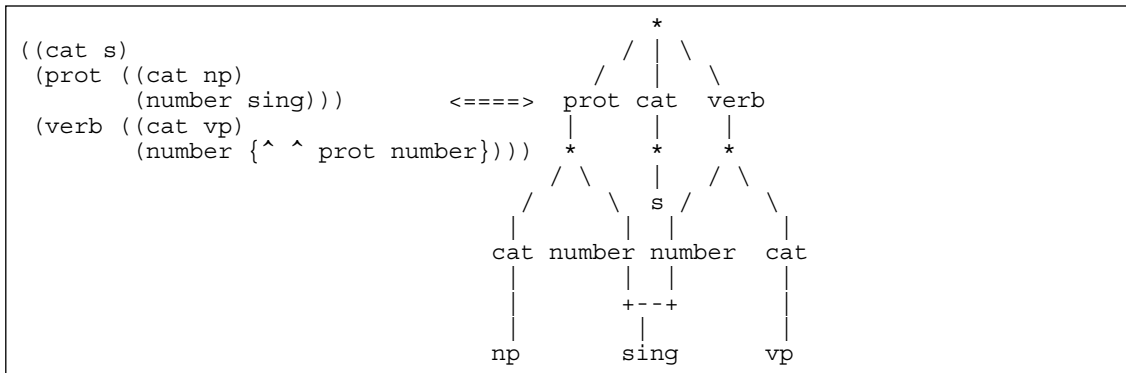 *
((cat s)                                         / | \
 (prot ((cat np)                                /  |  \
         (number sing)))        <====>  prot cat  verb
 (verb ((cat vp)                         |      |     |
         (number {^ ^ prot number})))  *      *     *
                                       / \     |    / \
                                      /    \   s  /    \
                                     |       |  |       |
                                    cat number number  cat
                                     |       |  |       |
                                     |       +--+       |
                                     |        |         |
                                    np       sing      vp